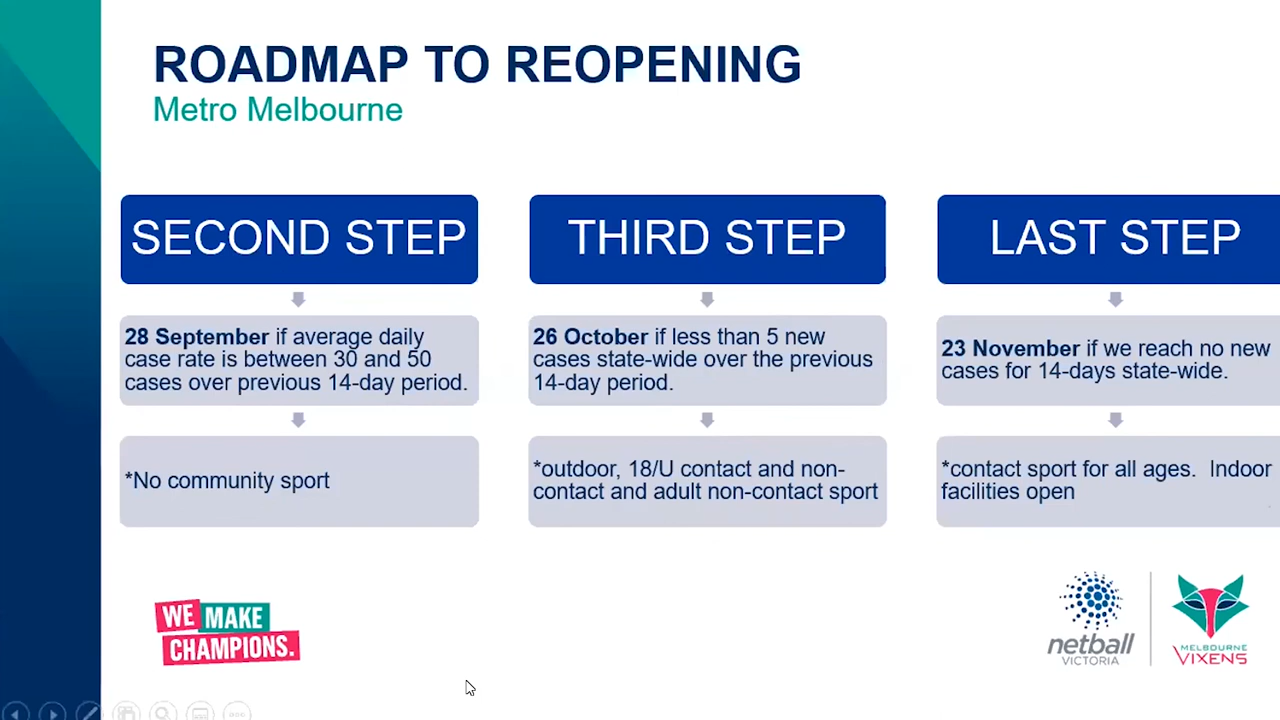 ROADMAP TO REOPENING
Metro Melbourne
SECOND STEP
28 September if average daily
case rate is between 30 and 50
cases over previous 14-day period.
*No community sport
THIRD STEP
26 October if less than 5 new
cases state-wide over the previous
14-day period.
*outdoor, 18/U contact and non-
contact and adult non-contact sport
LAST STEP
23 November if we reach no new
cases for 14-days state-wide.
*contact sport for all ages.  Indoor
facilities open
WE MAKE
CHAMPIONS.
netball
VICTORIA
MELBOURNE
VIXENS